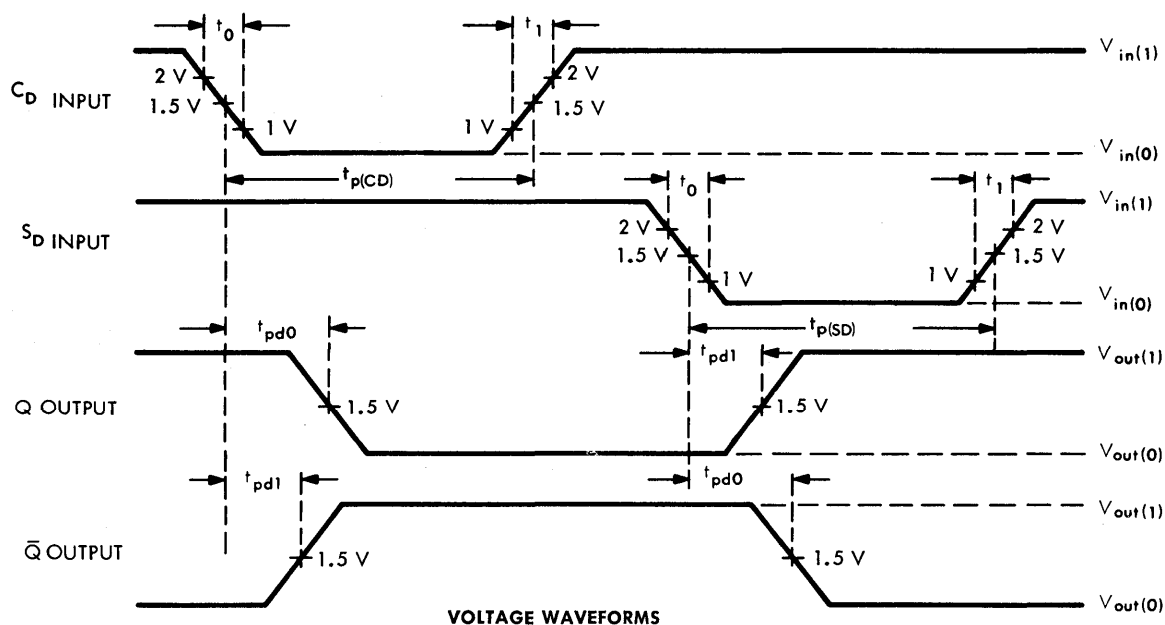 t0 t1
Vin(1)
2 V 2 V
CD INPUT 1.5 V 1.5 V
1 V 1 V
Vin(0)
tp(CD) t0 t1
Vin(1)
SD INPUT 2 V 2 V
1.5 V 1.5 V
1 V 1 V
Vin(0)
tpd0 tp(SD)
tpd1
Vout(1)
Q OUTPUT 1.5 V 1.5 V
Vout(0)
tpd1 tpd0
Vout(1)
Q̄ OUTPUT 1.5 V 1.5 V
Vout(0)
VOLTAGE WAVEFORMS